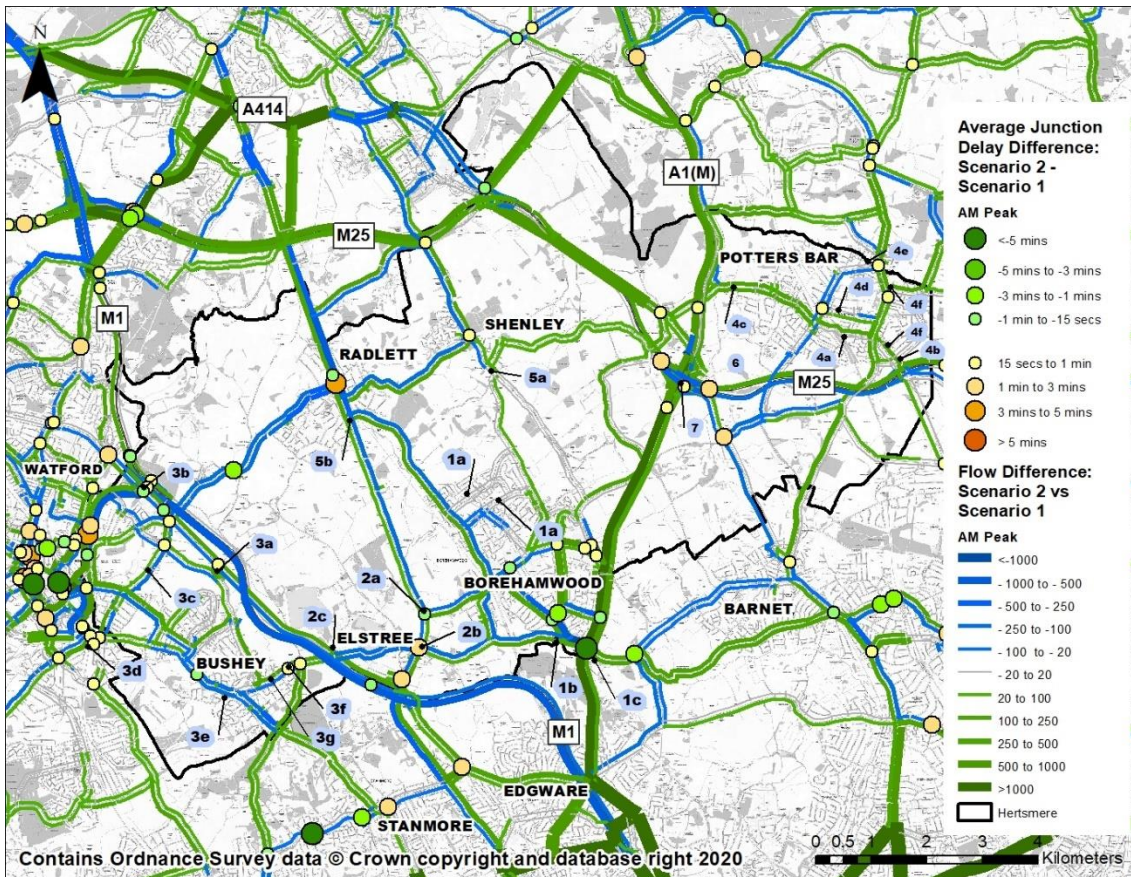 N
A414
A1(M)
M25
POTTERS BAR
4e
4d
4f
M1
SHENLEY
4c
4f
4a
4b
RADLETT
5a
6
M25
7
WATFORD
3b
5b
1a
1a
3a
2a
BOREHAMWOOD
3c
2c
BARNET
ELSTREE
2b
3d
BUSHEY
3f
1b
1c
3e
3g
M1
EDGWARE
STANMORE
Average Junction
Delay Difference:
Scenario 2 -
Scenario 1
AM Peak
<-5 mins
-5 mins to -3 mins
-3 mins to -1 mins
-1 min to -15 secs
15 secs to 1 min
1 min to 3 mins
3 mins to 5 mins
> 5 mins
Flow Difference:
Scenario 2 vs
Scenario 1
AM Peak
<-1000
- 1000 to - 500
- 500 to - 250
- 250 to -100
- 100 to - 20
- 20 to 20
20 to 100
100 to 250
250 to 500
500 to 1000
>1000
Hertsmere
0 0.5 1 2 3 4
Kilometers
Contains Ordnance Survey data © Crown copyright and database right 2020